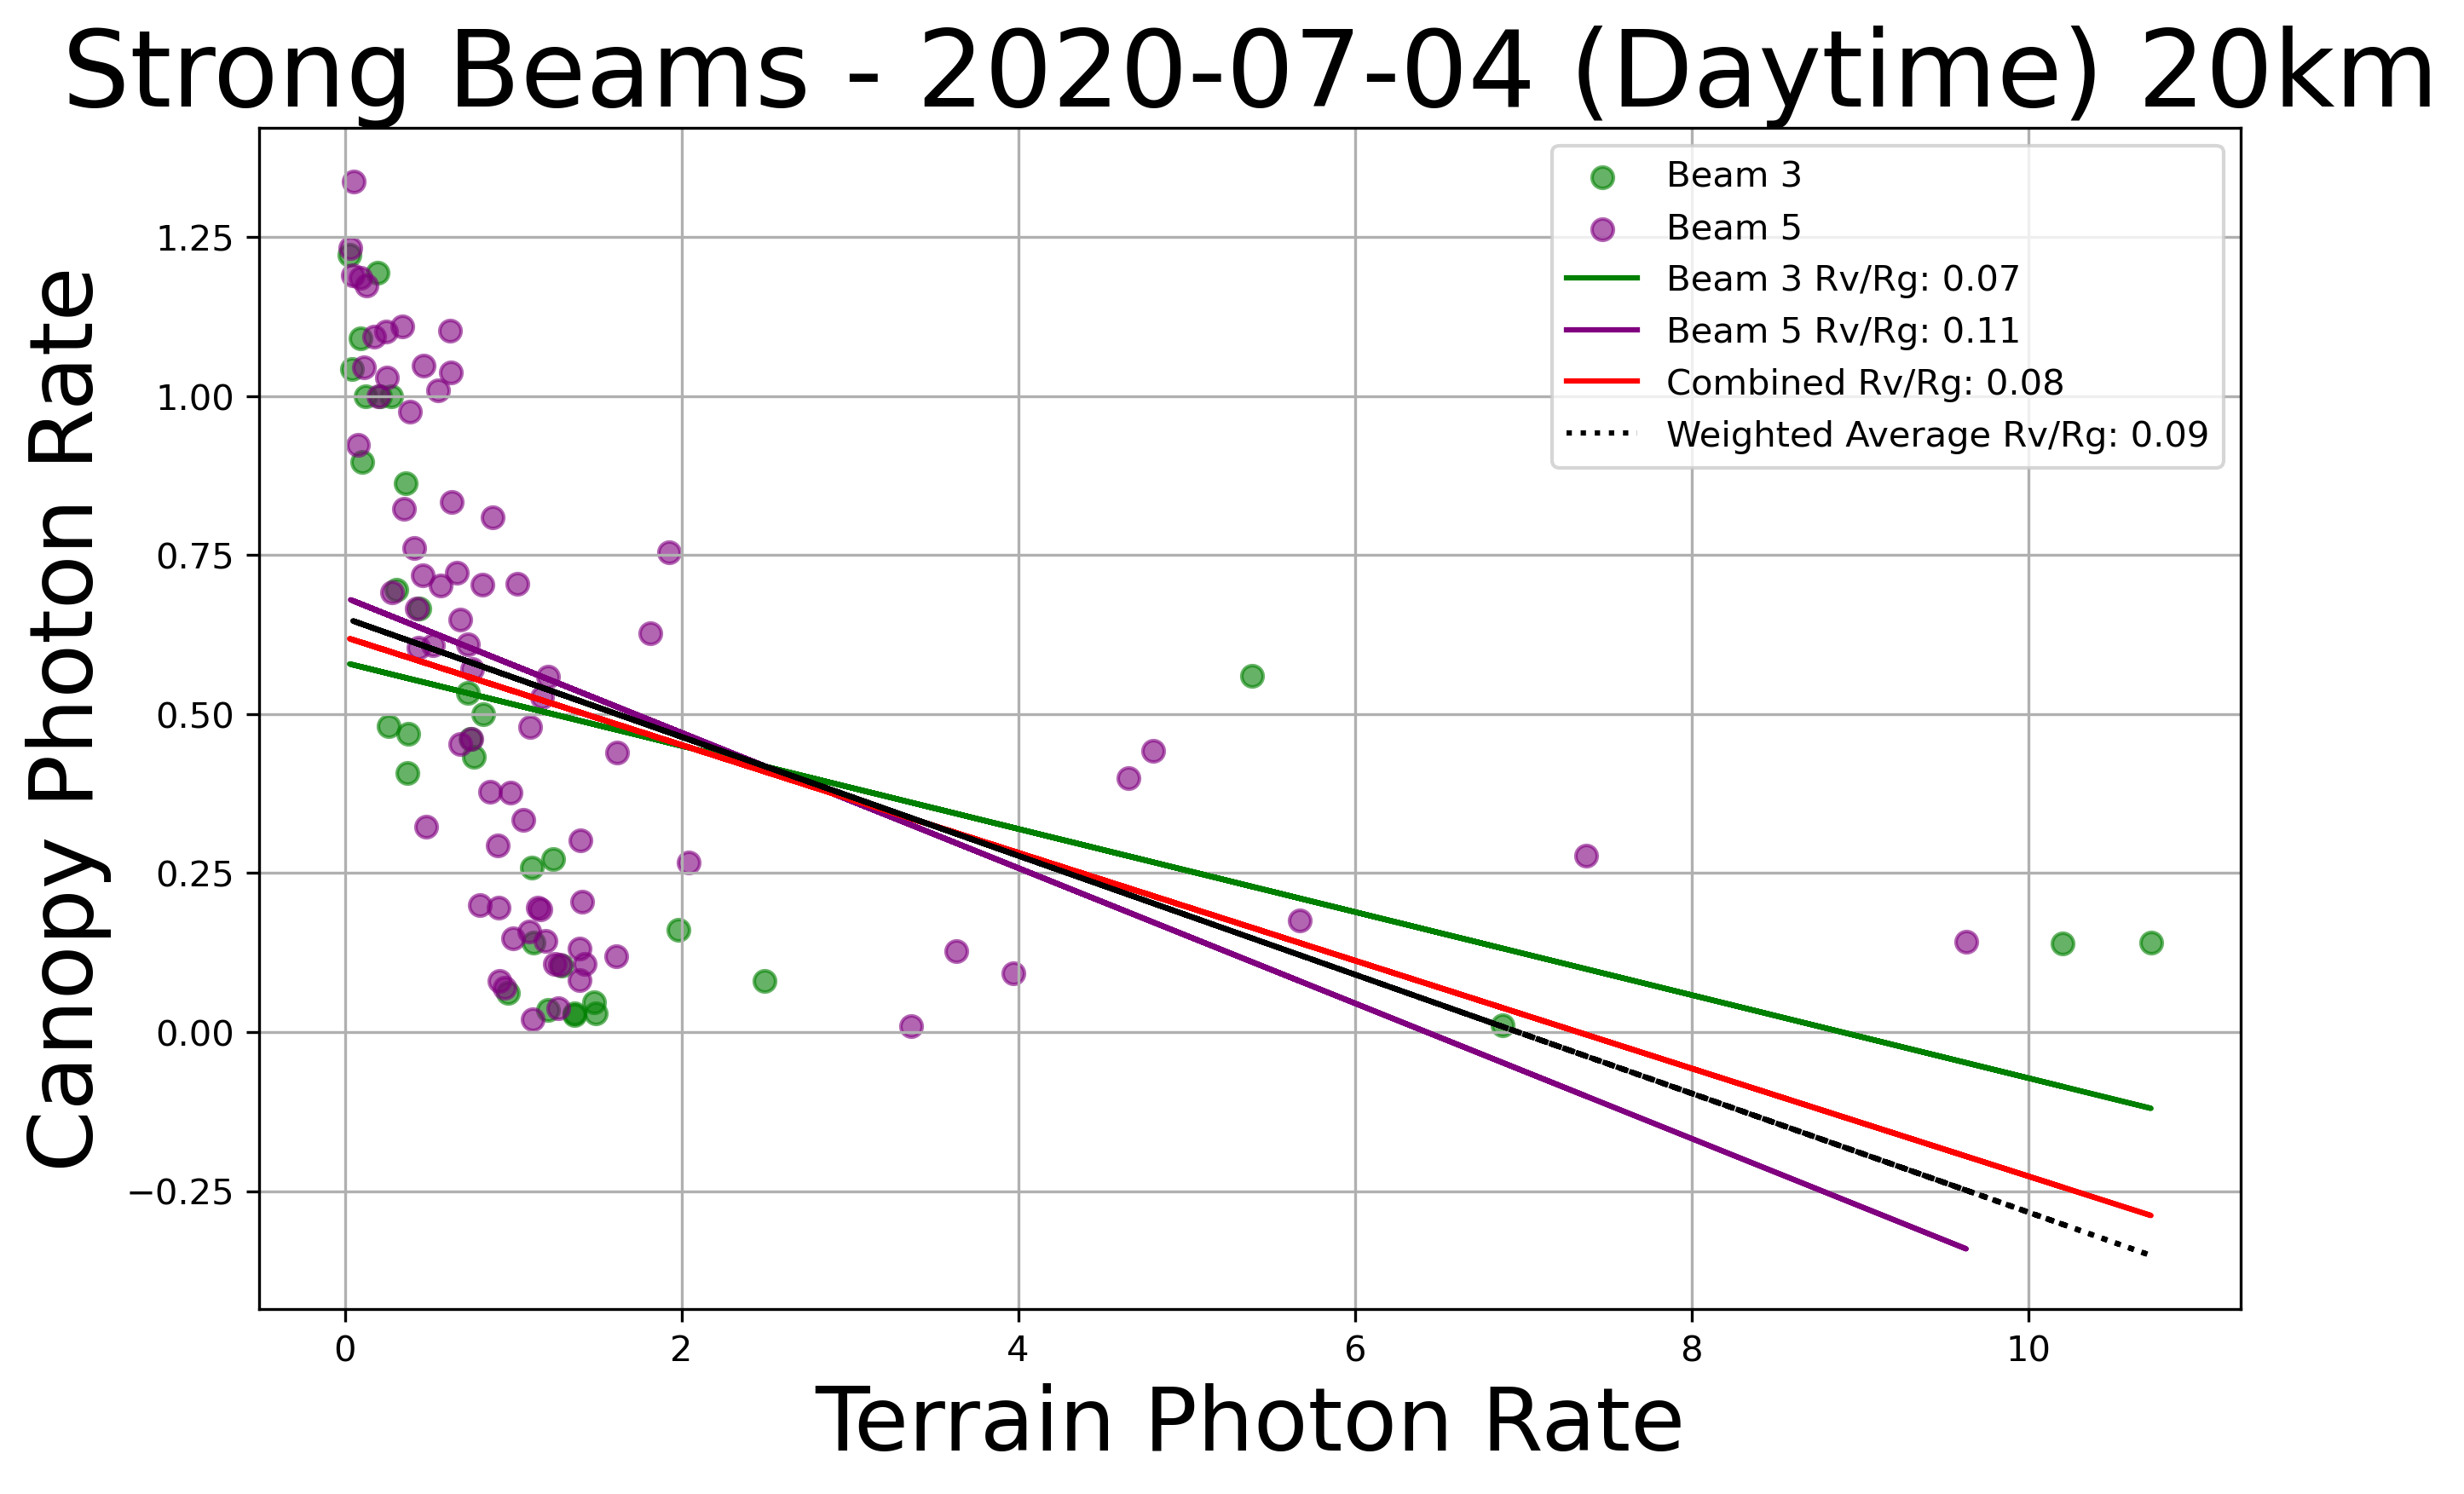 Strong Beams - 2020-07-04 (Daytime) 20km
Canopy Photon Rate
1.25
1.00
0.75
0.50
0.25
0.00
−0.25
Beam 3
Beam 5
Beam 3 Rv/Rg: 0.07
Beam 5 Rv/Rg: 0.11
Combined Rv/Rg: 0.08
Weighted Average Rv/Rg: 0.09
0 2 4 6 8 10
Terrain Photon Rate